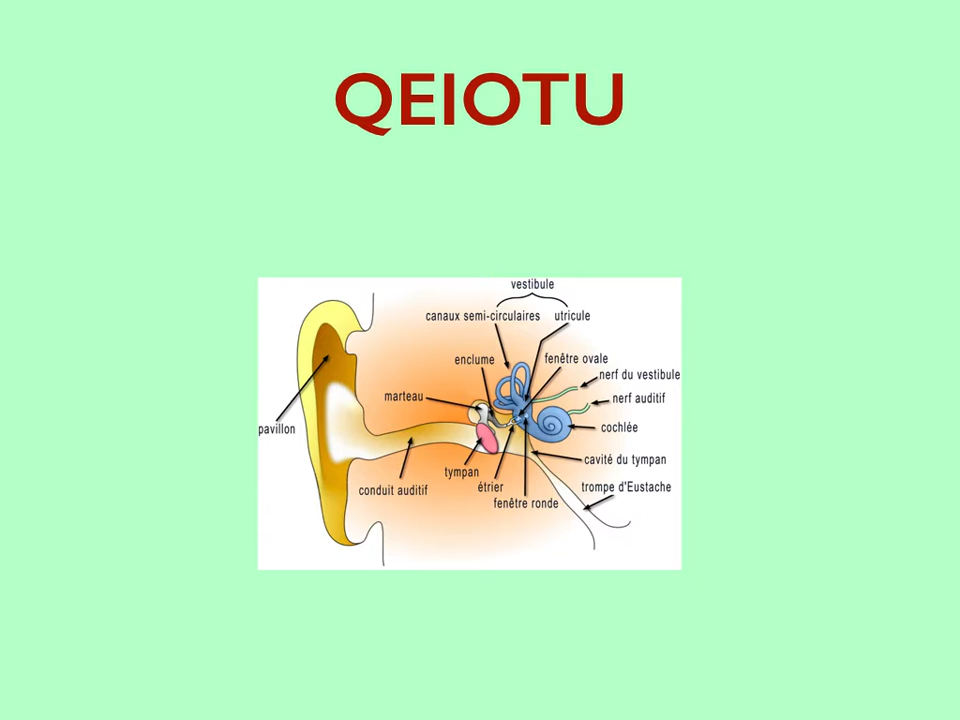 QEIOTU
vestibule
canaux semi-circulaires
utricule
enclume
fenêtre ovale
nerf du vestibule
marteau
nerf auditif
pavillon
cochlée
cavité du tympan
tympan
conduit auditif
étrier
trompe d'Eustache
fenêtre ronde